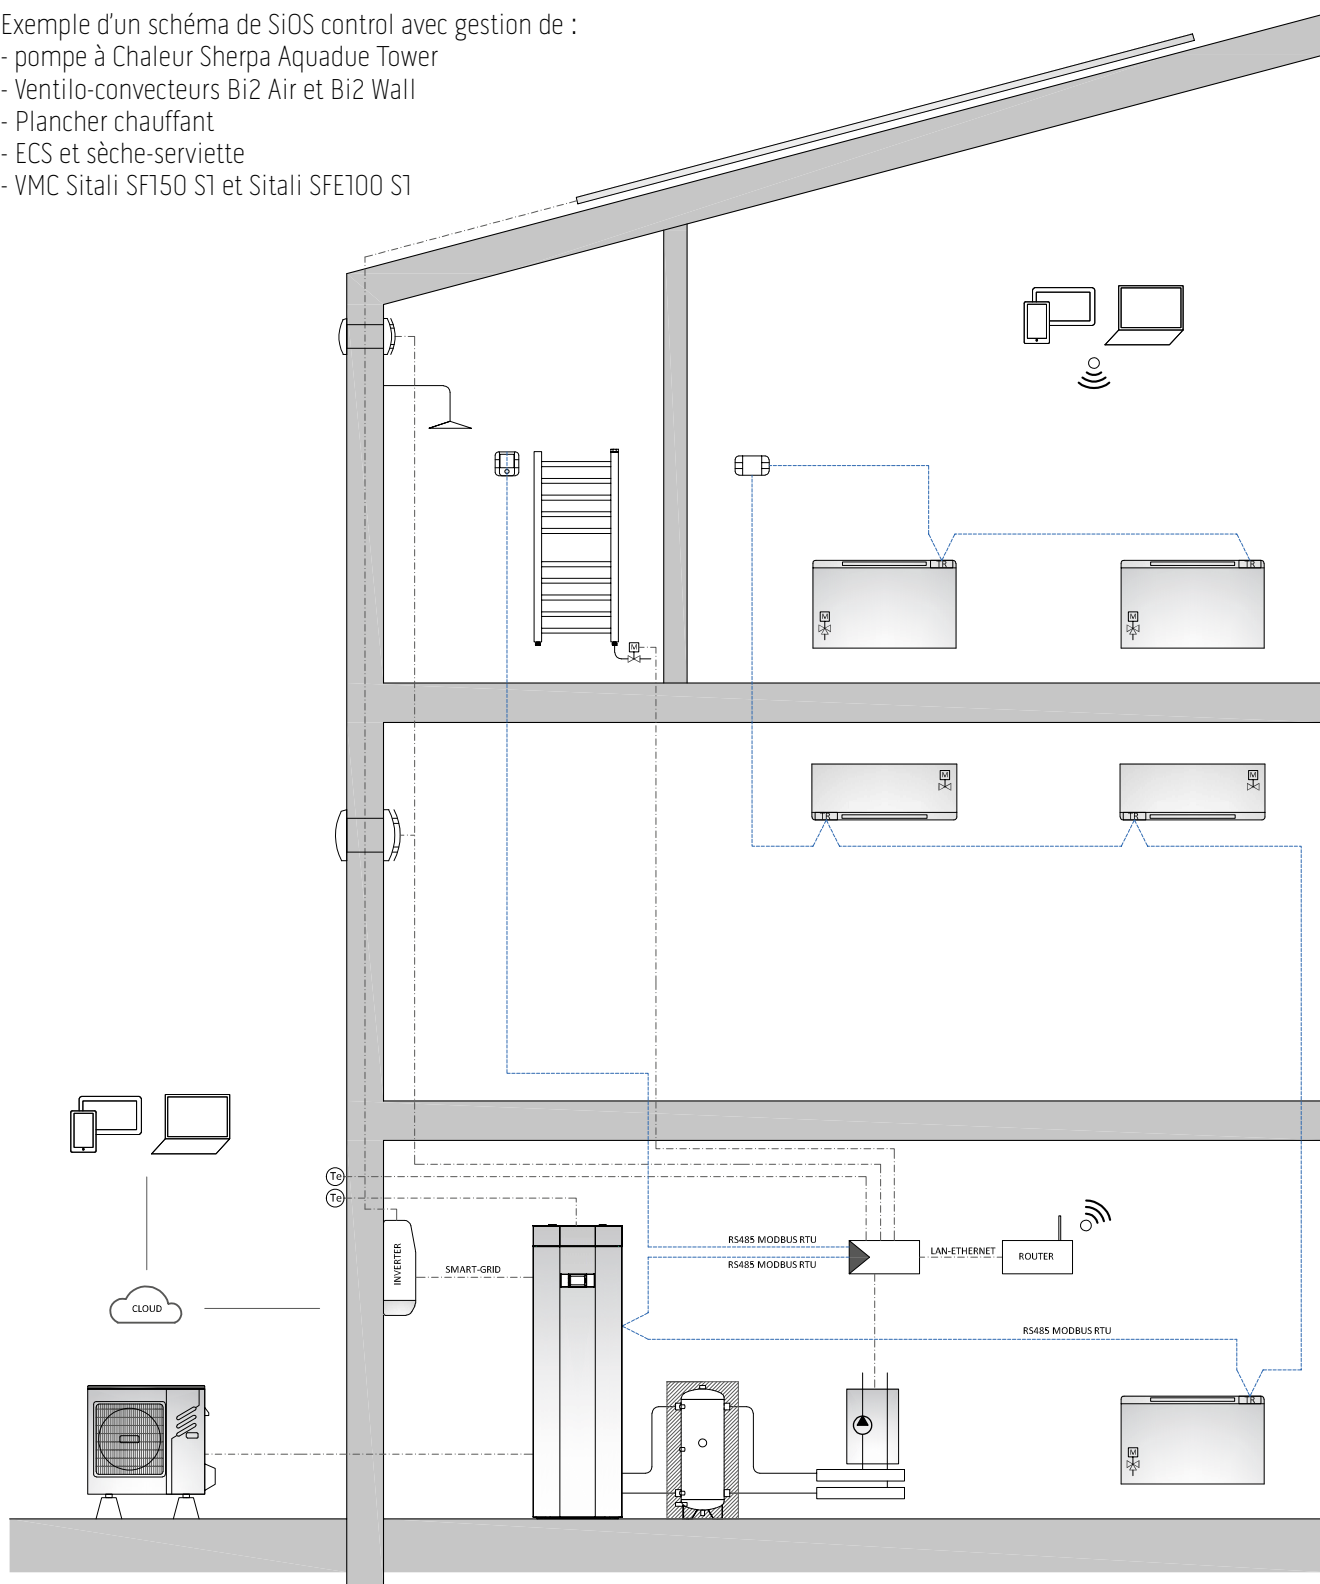 Exemple d'un schéma de SiOS control avec gestion de :
- pompe à Chaleur Sherpa Aquadue Tower
- Ventilo-convecteurs Bi2 Air et Bi2 Wall
- Plancher chauffant
- ECS et sèche-serviette
- VMC Sitali SF150 S1 et Sitali SFE100 S1
TR
TR
M
M
M
M
M
TR
TR
Te
Te
INVERTER
SMART-GRID
RS485 MODBUS RTU
RS485 MODBUS RTU
LAN-ETHERNET
ROUTER
CLOUD
RS485 MODBUS RTU
TR
M